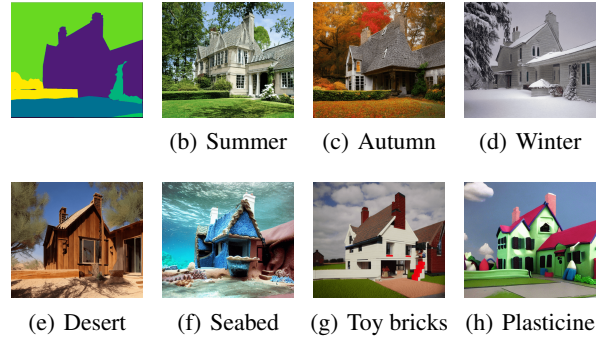 (b) Summer (c) Autumn (d) Winter
(e) Desert (f) Seabed (g) Toy bricks (h) Plasticine